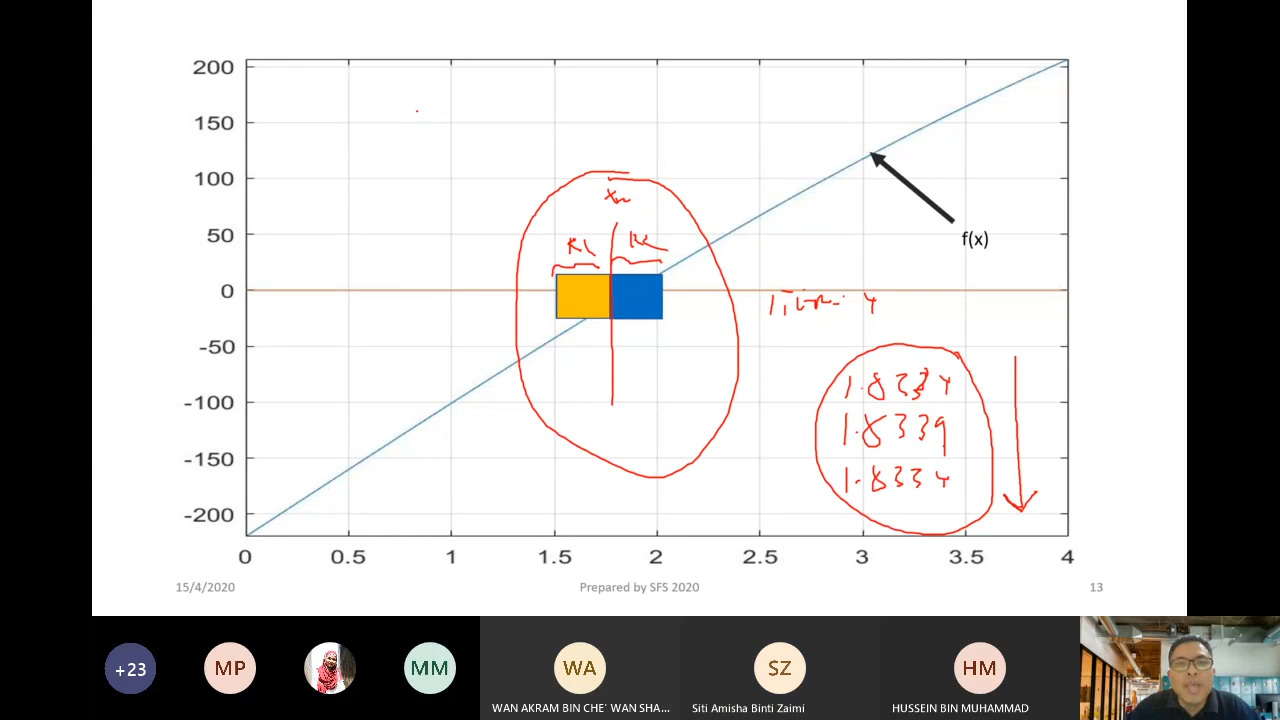 200
150
100
50
0
-50
-100
-150
-200
0 0.5 1 1.5 2 2.5 3 3.5 4
f(x)
1.8334
1.8339
1.8334
15/4/2020 Prepared by SFS 2020 13
+23 MP MM WA SZ HM
WAN AKRAM BIN CHE' WAN SHA... Siti Amisha Binti Zaimi HUSSEIN BIN MUHAMMAD